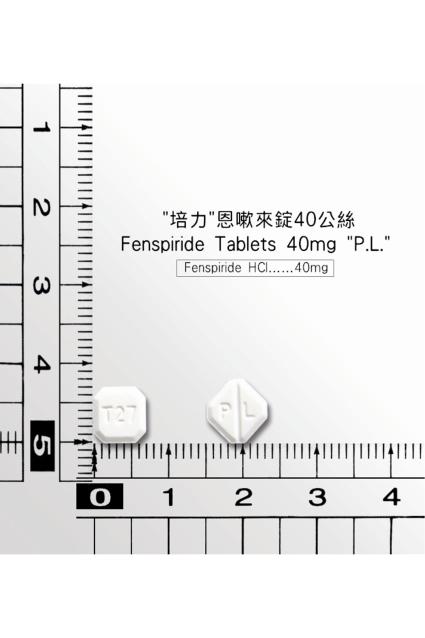 "培力"恩嗽來錠40公絲
Fenspiride Tablets 40mg "P.L."
Fenspiride HCl......40mg
1
2
3
4
5
T27
P L
0 1 2 3 4